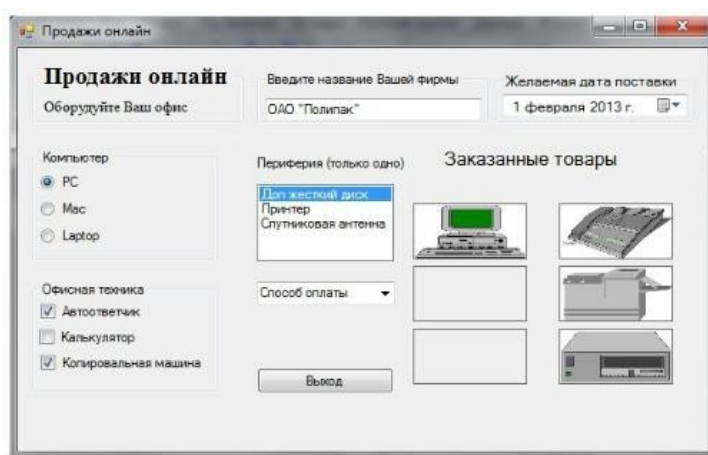 Продажи онлайн
Продажи онлайн
Оборудуйте Ваш офис
Введите название Вашей фирмы
ОАО "Полипак"
Желаемая дата поставки
1 февраля 2013 г.
Компьютер
PC
Mac
Laptop
Периферия (только одно)
Доп жесткий диск
Принтер
Спутниковая антенна
Заказанные товары
Офисная техника
Автоответчик
Калькулятор
Копировальная машина
Способ оплаты
Выход